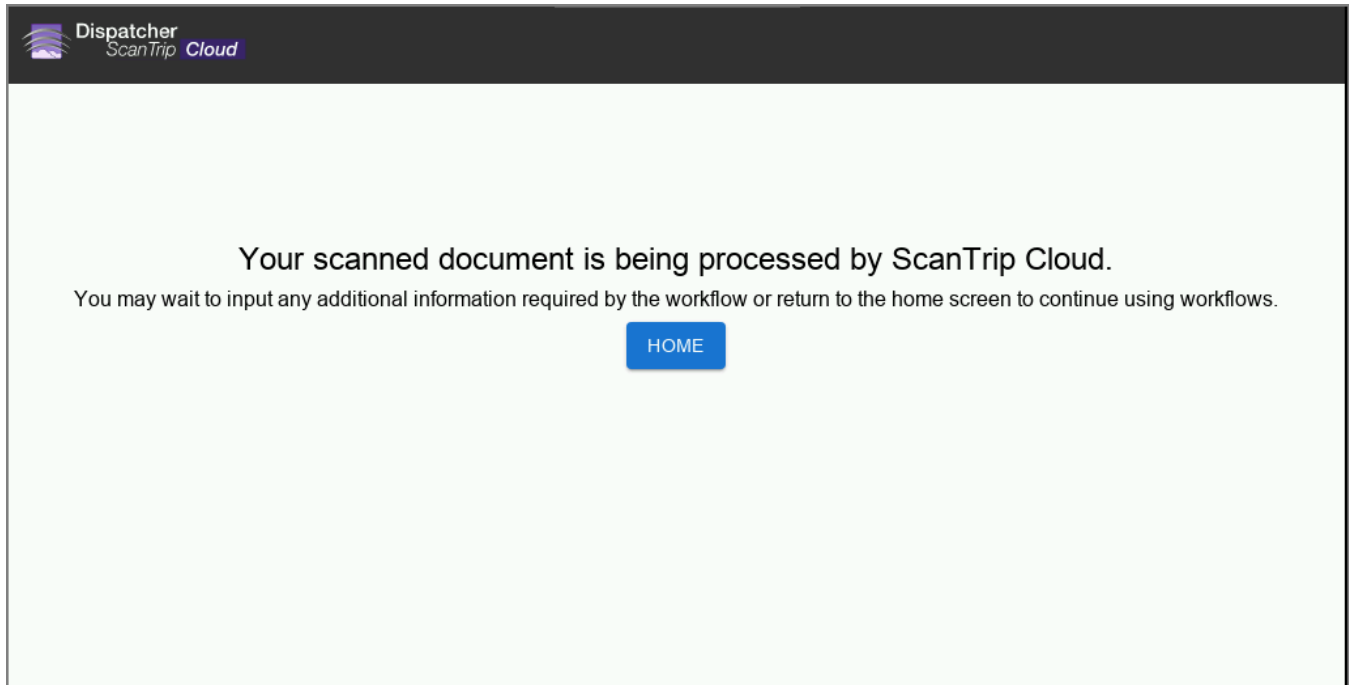 Dispatcher
ScanTrip Cloud
Your scanned document is being processed by ScanTrip Cloud.
You may wait to input any additional information required by the workflow or return to the home screen to continue using workflows.
HOME